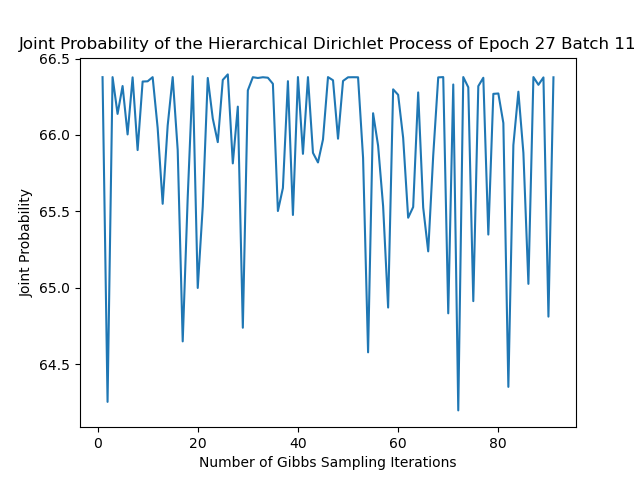 Joint Probability of the Hierarchical Dirichlet Process of Epoch 27 Batch 11
66.5
66.0
65.5
65.0
64.5
Joint Probability
0 20 40 60 80
Number of Gibbs Sampling Iterations